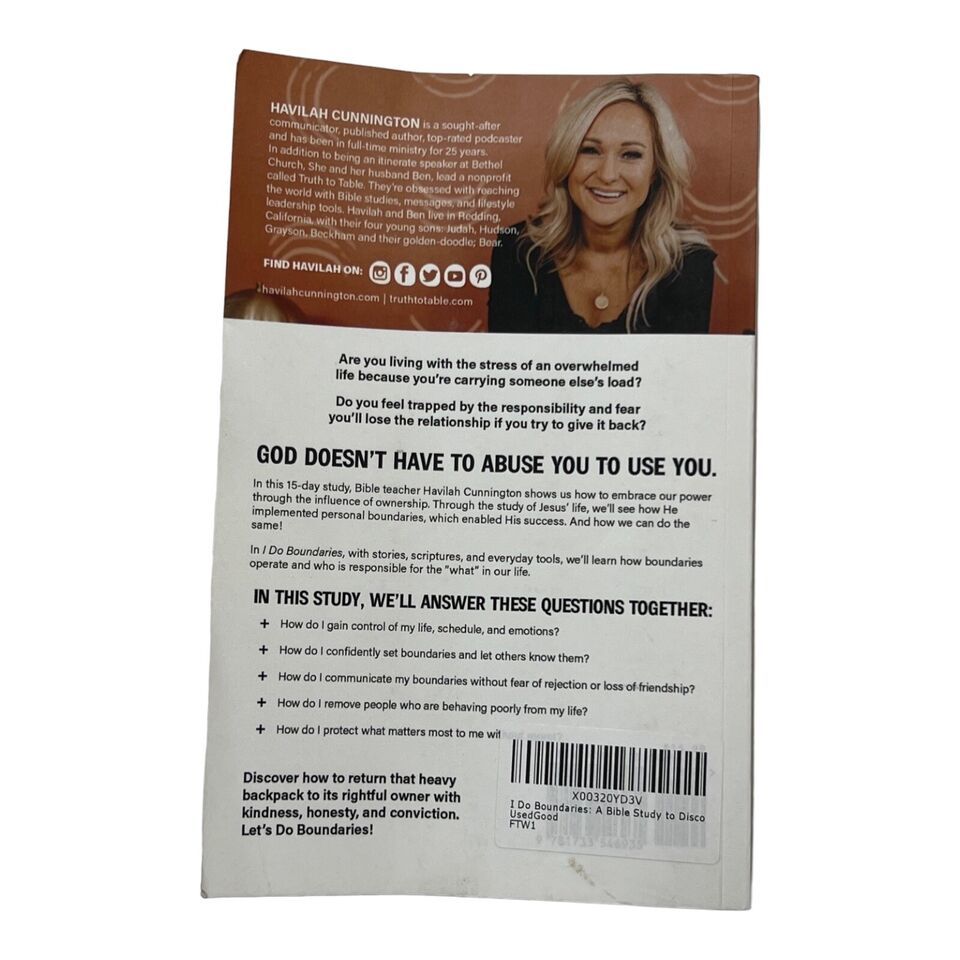 HAVILAH CUNNINGTON is a sought-after
communicator, published author, top-rated podcaster
and has been in full-time ministry for 25 years.
In addition to being an itinerate speaker at Bethel
Church, She and her husband Ben, lead a nonprofit
called Truth to Table. They're obsessed with reaching
the world with Bible studies, messages, and lifestyle
leadership tools. Havilah and Ben live in Redding,
California, with their four young sons: Judah, Hudson,
Grayson, Beckham and their golden-doodle; Bear.
FIND HAVILAH ON:
havilahcunnington.com | truthtotable.com
Are you living with the stress of an overwhelmed
life because you're carrying someone else's load?
Do you feel trapped by the responsibility and fear
you'll lose the relationship if you try to give it back?
GOD DOESN'T HAVE TO ABUSE YOU TO USE YOU.
In this 15-day study, Bible teacher Havilah Cunnington shows us how to embrace our power
through the influence of ownership. Through the study of Jesus' life, we'll see how He
implemented personal boundaries, which enabled His success. And how we can do the
same!
In I Do Boundaries, with stories, scriptures, and everyday tools, we'll learn how boundaries
operate and who is responsible for the "what" in our life.
IN THIS STUDY, WE'LL ANSWER THESE QUESTIONS TOGETHER:
+ How do I gain control of my life, schedule, and emotions?
+ How do I confidently set boundaries and let others know them?
+ How do I communicate my boundaries without fear of rejection or loss of friendship?
+ How do I remove people who are behaving poorly from my life?
+ How do I protect what matters most to me
Discover how to return that heavy
backpack to its rightful owner with
kindness, honesty, and conviction.
Let's Do Boundaries!
X00320YD3V
I Do Boundaries: A Bible Study to Disco
UsedGood
FTW1